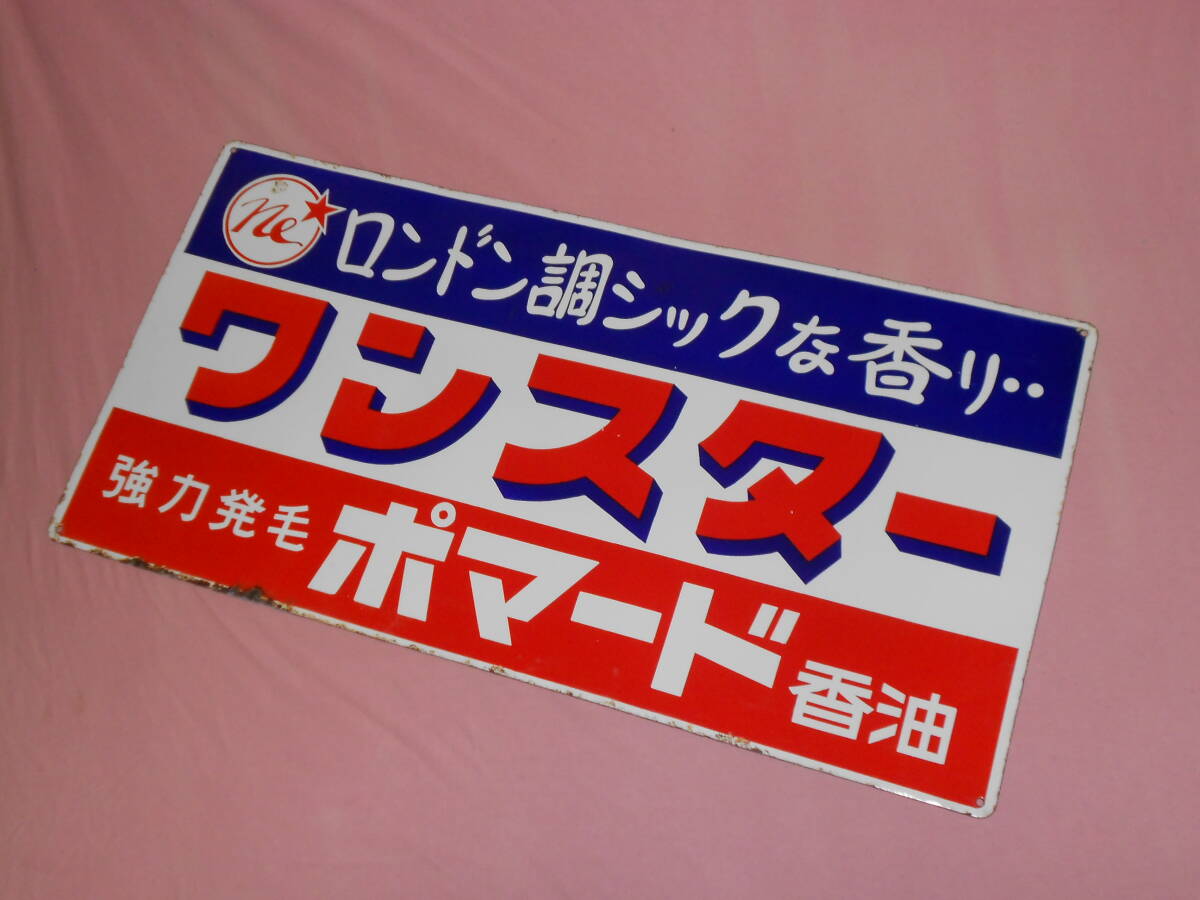 ne ロンドン調シックな香り‥
ワンスター
強力発毛 ポマード 香油